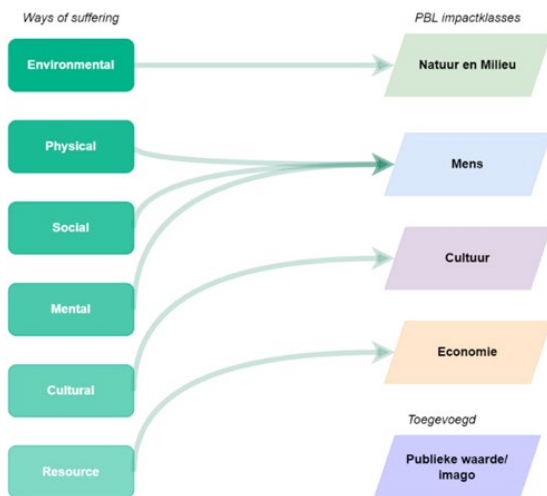 Ways of suffering
PBL impactklasses
Environmental
Natuur en Milieu
Physical
Mens
Social
Cultuur
Mental
Economie
Cultural
Toegevoegd
Resource
Publieke waarde/
imago